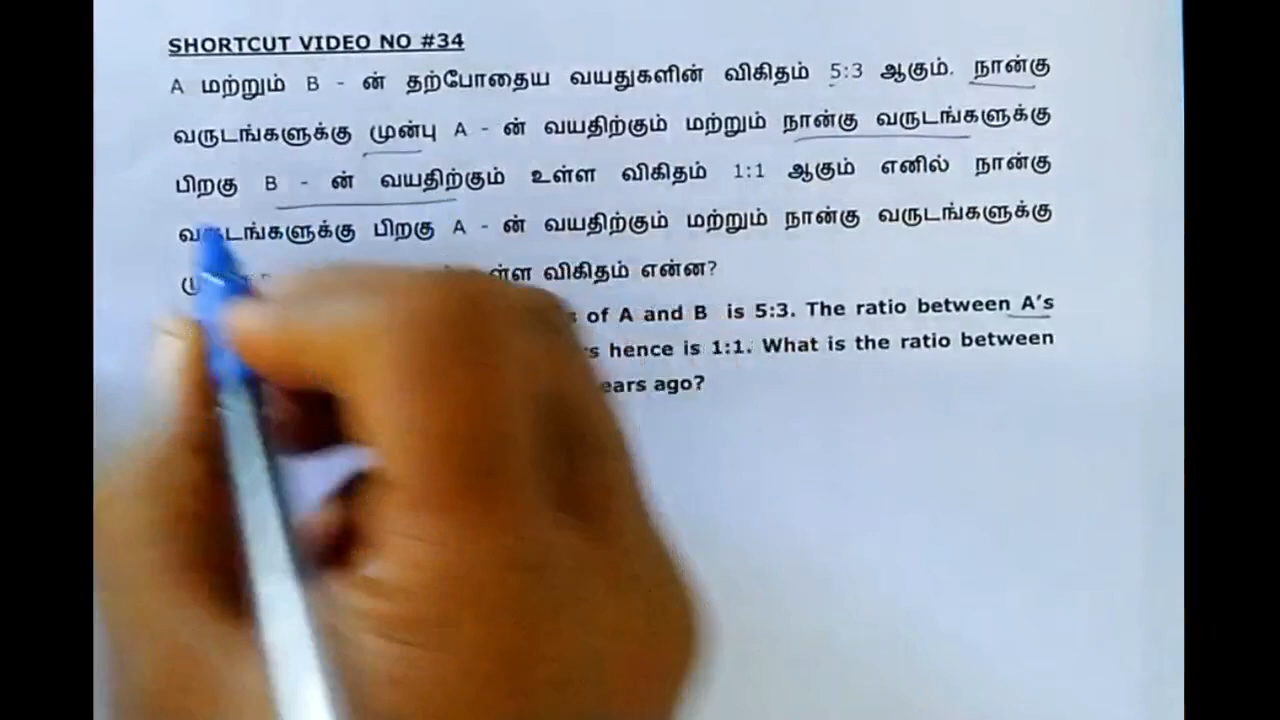 SHORTCUT VIDEO NO #34
A மற்றும் B - ன் தற்போதைய வயதுகளின் விகிதம் 5:3 ஆகும். நான்கு
வருடங்களுக்கு முன்பு A - ன் வயதிற்கும் மற்றும் நான்கு வருடங்களுக்கு
பிறகு B - ன் வயதிற்கும் உள்ள விகிதம் 1:1 ஆகும் எனில் நான்கு
வருடங்களுக்கு பிறகு A - ன் வயதிற்கும் மற்றும் நான்கு வருடங்களுக்கு
விகிதம் என்ன?
of A and B is 5:3. The ratio between A's
hence is 1:1. What is the ratio between
ago?